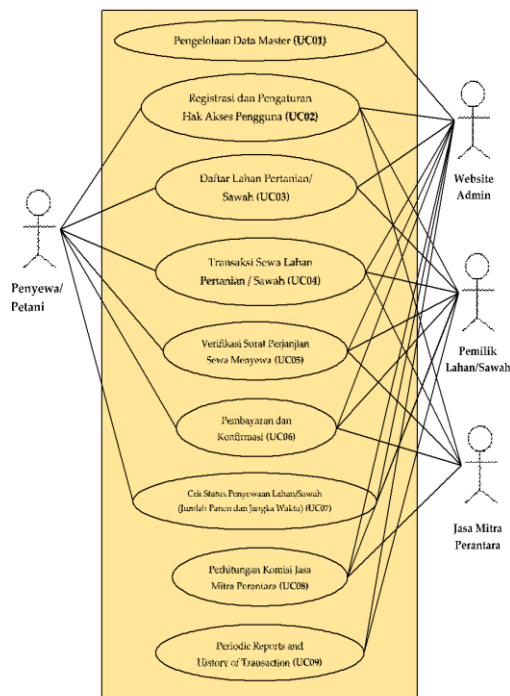 Pengelolaan Data Master (UC01)
Registrasi dan Pengaturan
Hak Akses Pengguna (UC02)
Daftar Lahan Pertanian/
Sawah (UC03)
Transaksi Sewa Lahan
Pertanian / Sawah (UC04)
Verifikasi Surat Perjanjian
Sewa Menyewa (UC05)
Pembayaran dan
Konfirmasi (UC06)
Cek Status Penyewaan Lahan/Sawah
(Jumlah Panen dan Jangka Waktu) (UC07)
Perhitungan Komisi Jasa
Mitra Perantara (UC08)
Periodic Reports and
History of Transaction (UC09)
Penyewa/
Petani
Website
Admin
Pemilik
Lahan/Sawah
Jasa Mitra
Perantara